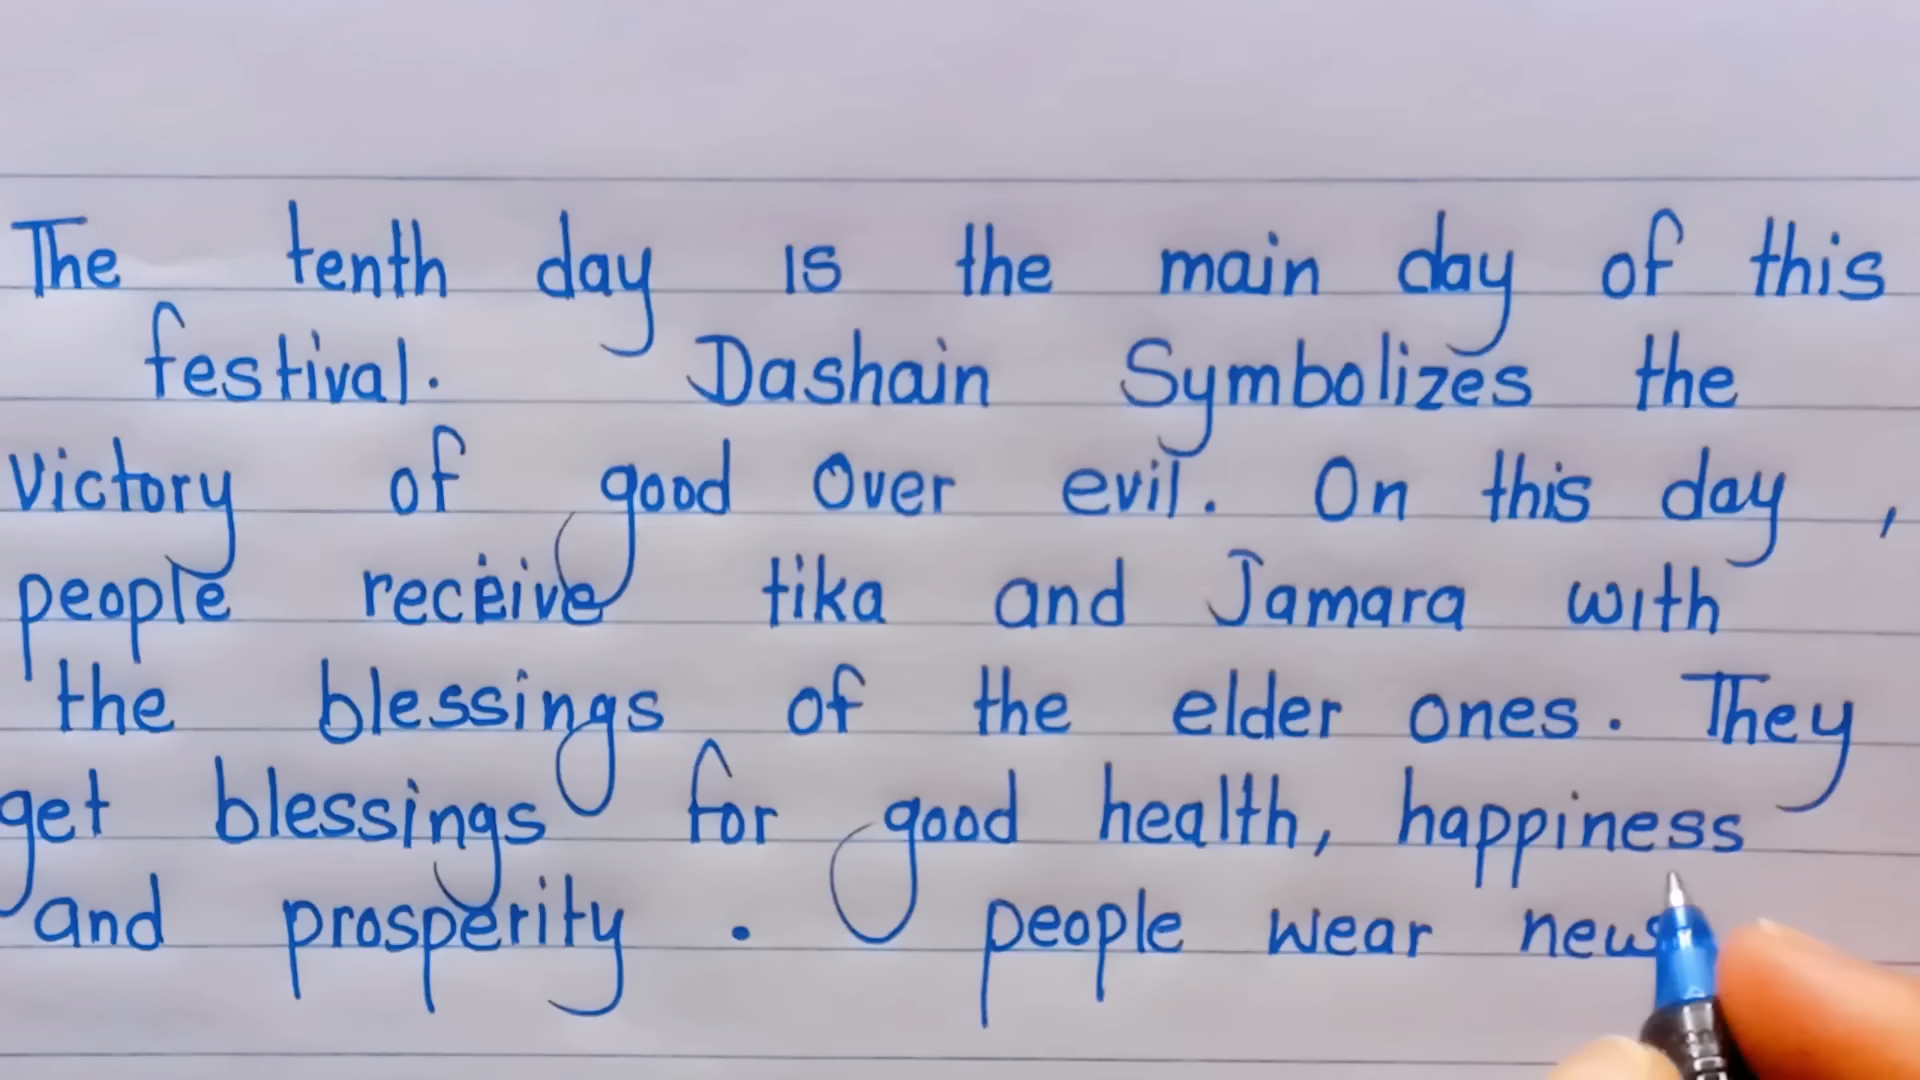 The tenth day is the main day of this
festival. Dashain Symbolizes the
Victory of good Over evil. On this day ,
people receive tika and Jamara with
the blessings of the elder ones. They
get blessings for good health, happiness
and prosperity . people wear new